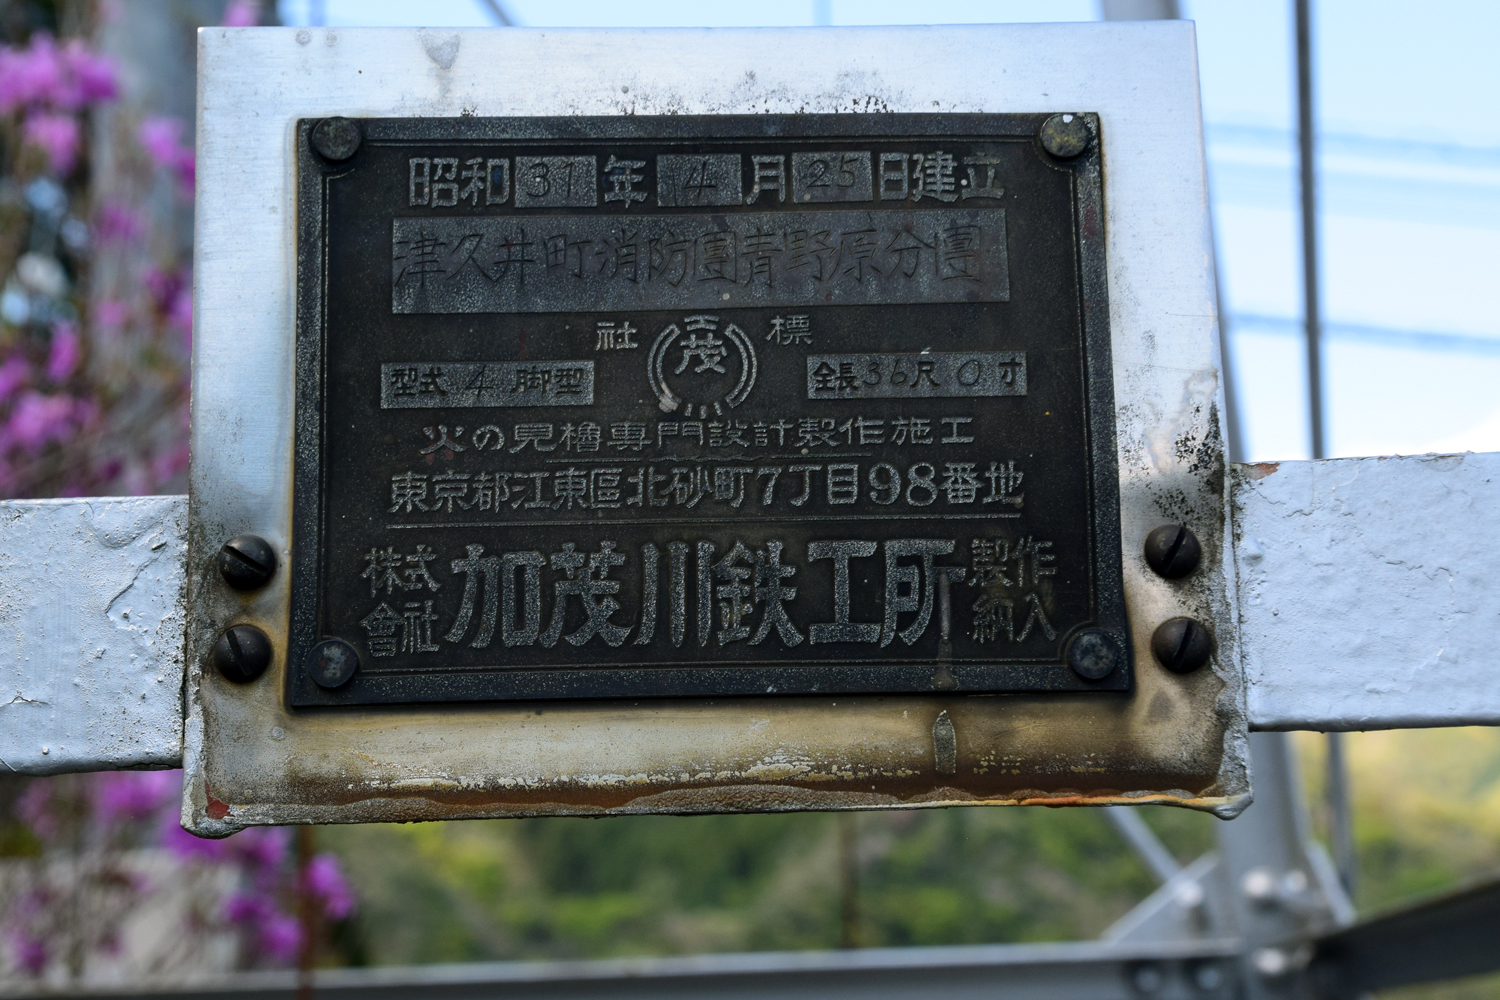 昭和31年4月25日建立
津久井町消防團青野原分團
社 茂 標
型式 4 脚型 全長36尺0寸
火の見櫓専門設計製作施工
東京都江東區北砂町7丁目98番地
株式會社 加茂川鉄工所 製作納入